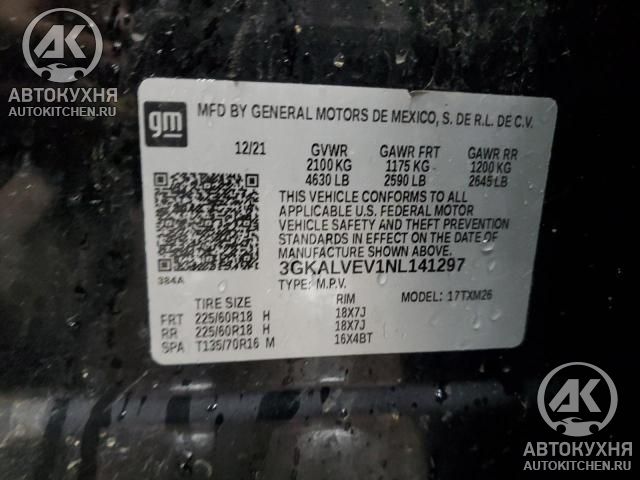 АК
АВТОКУХНЯ
AUTOKITCHEN.RU
gm
MFD BY GENERAL MOTORS DE MEXICO, S. DE R.L. DE C.V.
12/21 GVWR GAWR FRT GAWR RR
2100 KG 1175 KG 1200 KG
4630 LB 2590 LB 2645 LB
THIS VEHICLE CONFORMS TO ALL
APPLICABLE U.S. FEDERAL MOTOR
VEHICLE SAFETY AND THEFT PREVENTION
STANDARDS IN EFFECT ON THE DATE OF
MANUFACTURE SHOWN ABOVE.
3GKALVEV1NL141297
384A TYPE: M.P.V. MODEL: 17TXM26
TIRE SIZE RIM
FRT 225/60R18 H 18X7J
RR 225/60R18 H 18X7J
SPA T135/70R16 M 16X4BT
АК
АВТОКУХНЯ
AUTOKITCHEN.RU